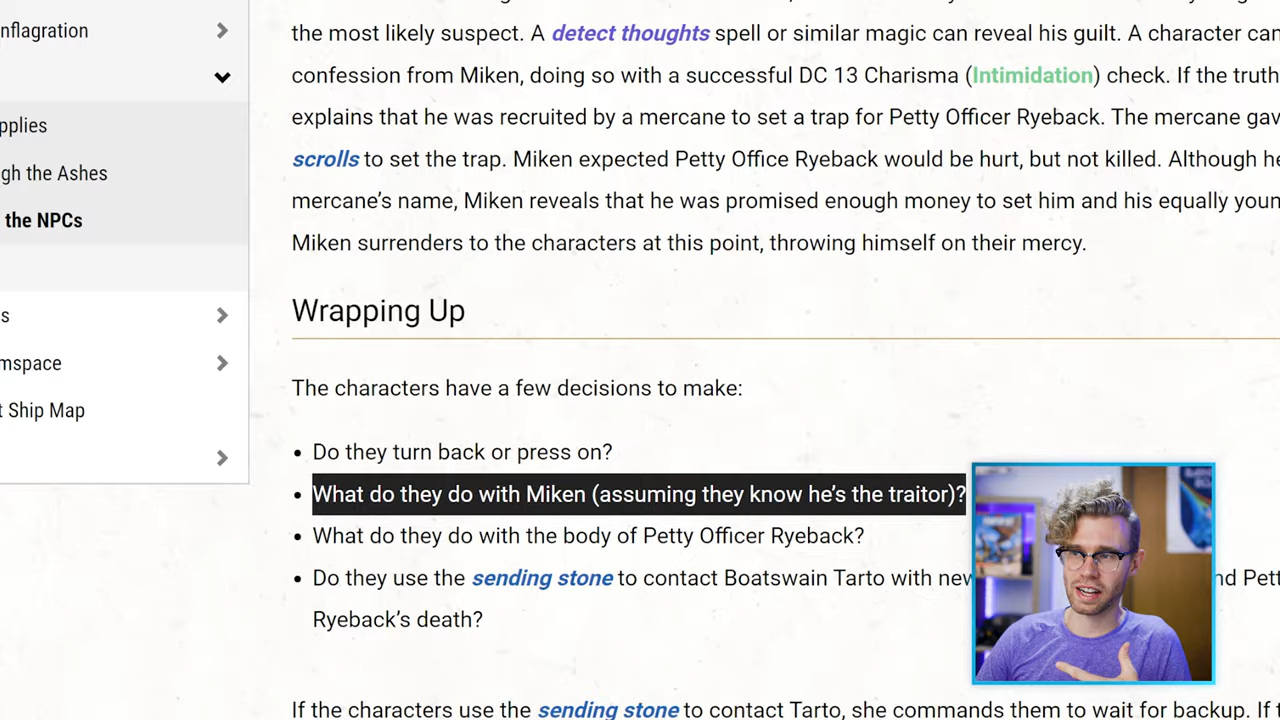 nflagration
pplies
gh the Ashes
the NPCs
s
mspace
t Ship Map
the most likely suspect. A detect thoughts spell or similar magic can reveal his guilt. A character can
confession from Miken, doing so with a successful DC 13 Charisma (Intimidation) check. If the truth
explains that he was recruited by a mercane to set a trap for Petty Officer Ryeback. The mercane gav
scrolls to set the trap. Miken expected Petty Office Ryeback would be hurt, but not killed. Although he
mercane’s name, Miken reveals that he was promised enough money to set him and his equally youn
Miken surrenders to the characters at this point, throwing himself on their mercy.
Wrapping Up
The characters have a few decisions to make:
• Do they turn back or press on?
• What do they do with Miken (assuming they know he’s the traitor)?
• What do they do with the body of Petty Officer Ryeback?
• Do they use the sending stone to contact Boatswain Tarto with new nd Pett
Ryeback’s death?
If the characters use the sending stone to contact Tarto, she commands them to wait for backup. If